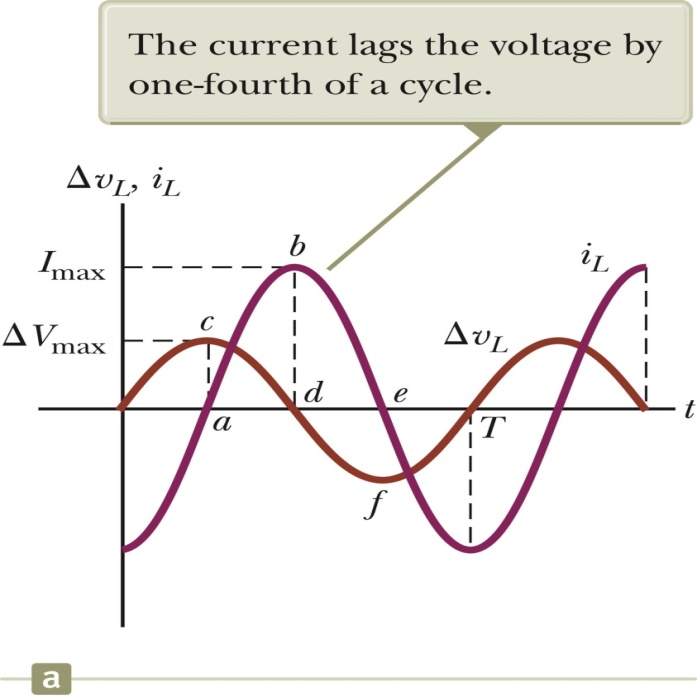 The current lags the voltage by
one-fourth of a cycle.
Δv_L, i_L
b
I_max
i_L
c
ΔV_max
Δv_L
d
e
t
a
T
f
a